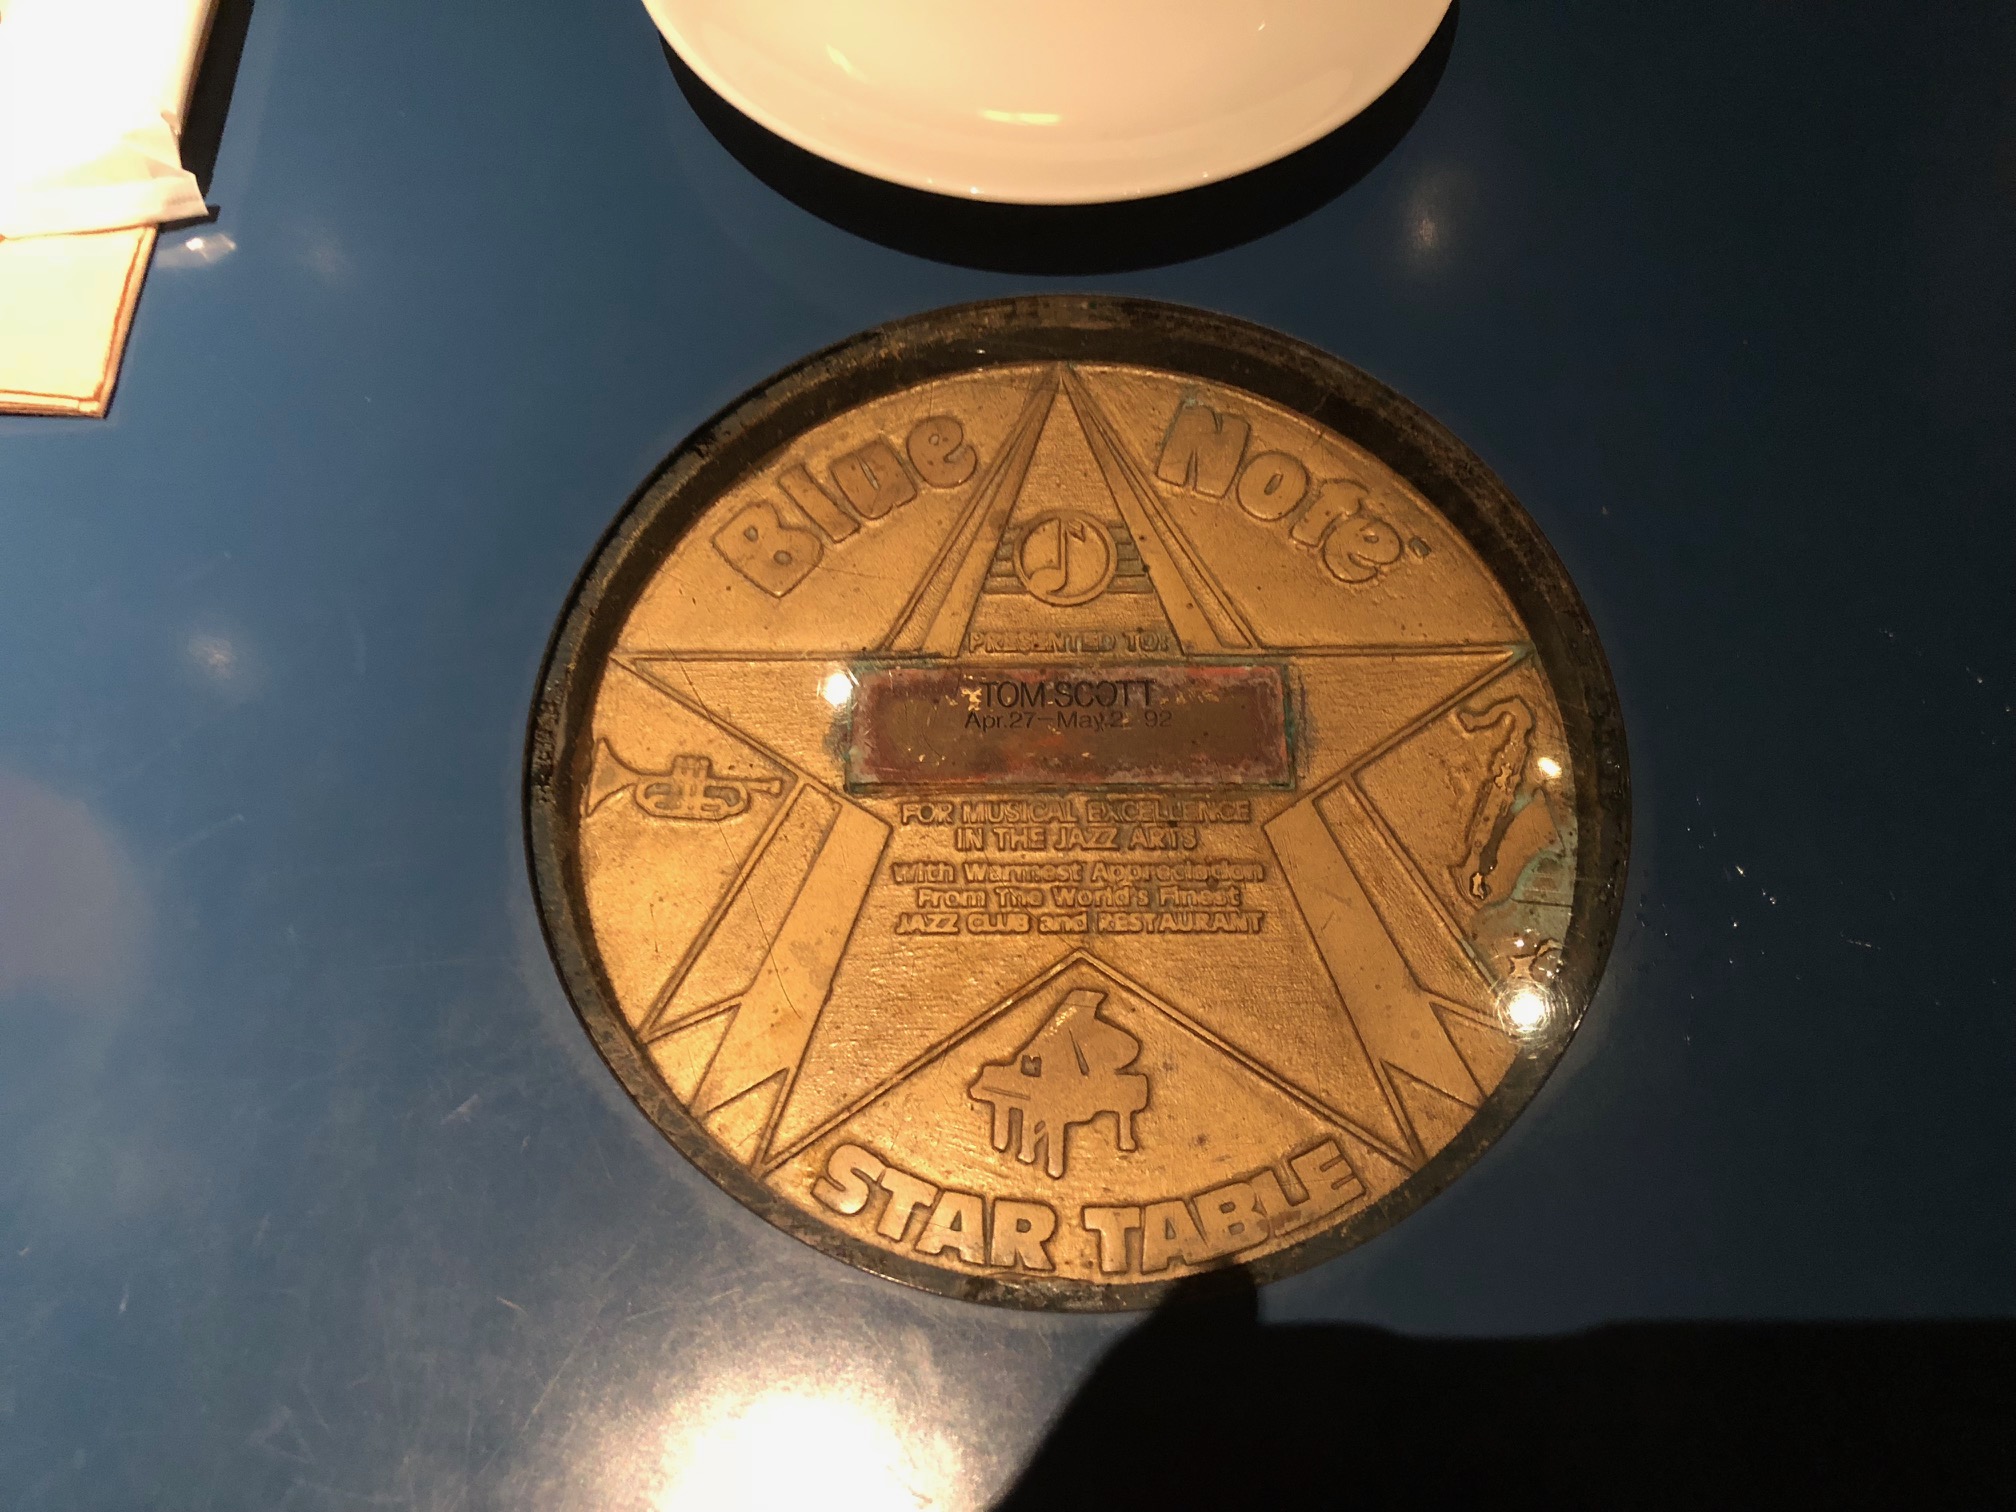 Blue Note
PRESENTED TO:
TOM SCOTT
Apr.27-May.2 92
FOR MUSICAL EXCELLENCE
IN THE JAZZ ARTS
with Warmest Appreciation
From The World's Finest
JAZZ CLUB and RESTAURANT
STAR TABLE